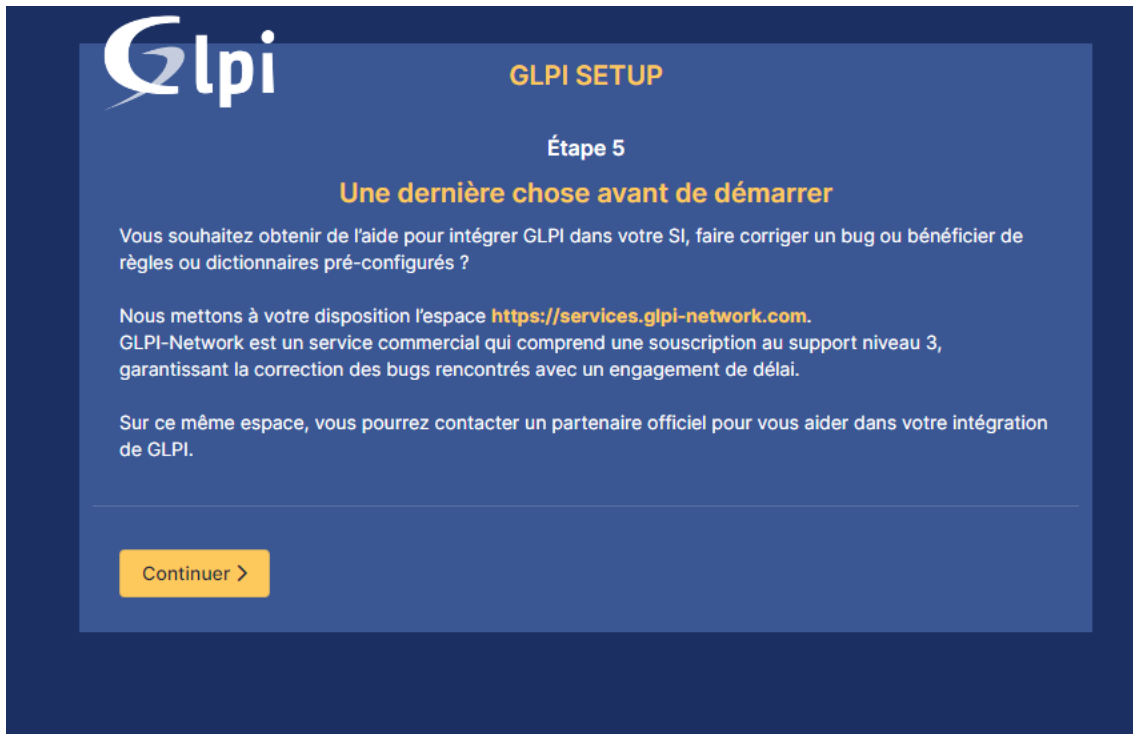 Glpi
GLPI SETUP
Étape 5
Une dernière chose avant de démarrer
Vous souhaitez obtenir de l'aide pour intégrer GLPI dans votre SI, faire corriger un bug ou bénéficier de
règles ou dictionnaires pré-configurés ?
Nous mettons à votre disposition l'espace https://services.glpi-network.com.
GLPI-Network est un service commercial qui comprend une souscription au support niveau 3,
garantissant la correction des bugs rencontrés avec un engagement de délai.
Sur ce même espace, vous pourrez contacter un partenaire officiel pour vous aider dans votre intégration
de GLPI.
Continuer >